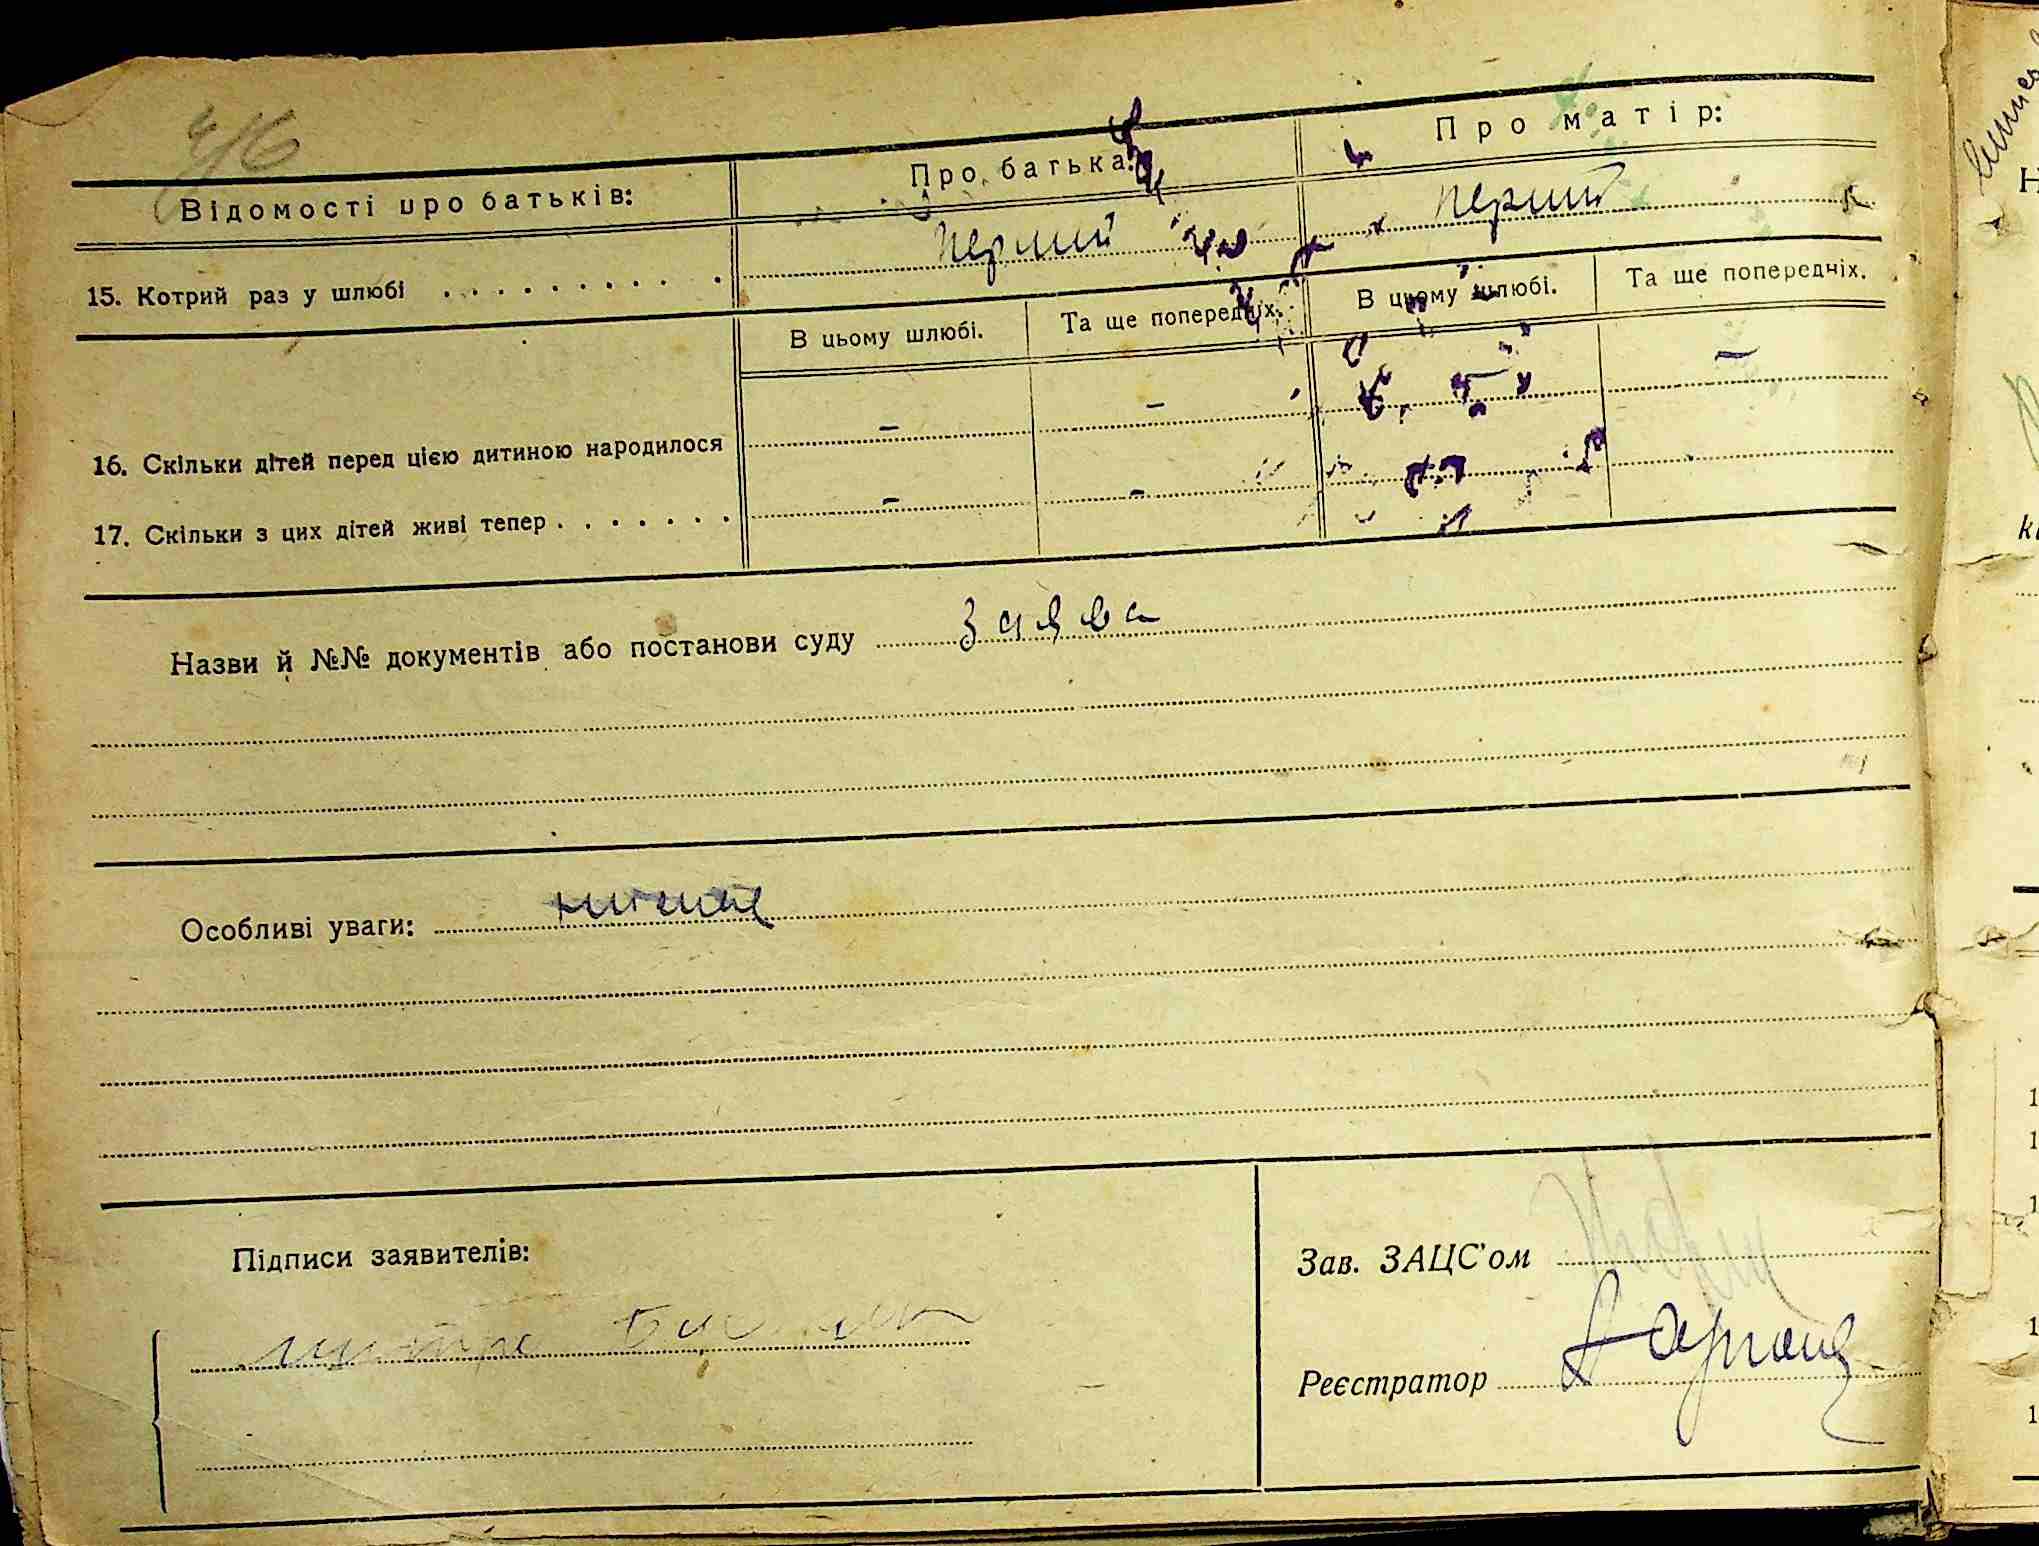 Відомості про батьків:
Про батька:
Про матір:
15. Котрий раз у шлюбі . . . . . . . . . . .
перший
перший
В цьому шлюбі.
Та ще попередніх.
В цьому шлюбі.
Та ще попередніх.
16. Скільки дітей перед цією дитиною народилося
–
–
–
–
17. Скільки з цих дітей живі тепер . . . . . . .
–
–
Назви й №№ документів або постанови суду заява
Особливі уваги:
Підписи заявителів:
Зав. ЗАЦС'ом
Реєстратор